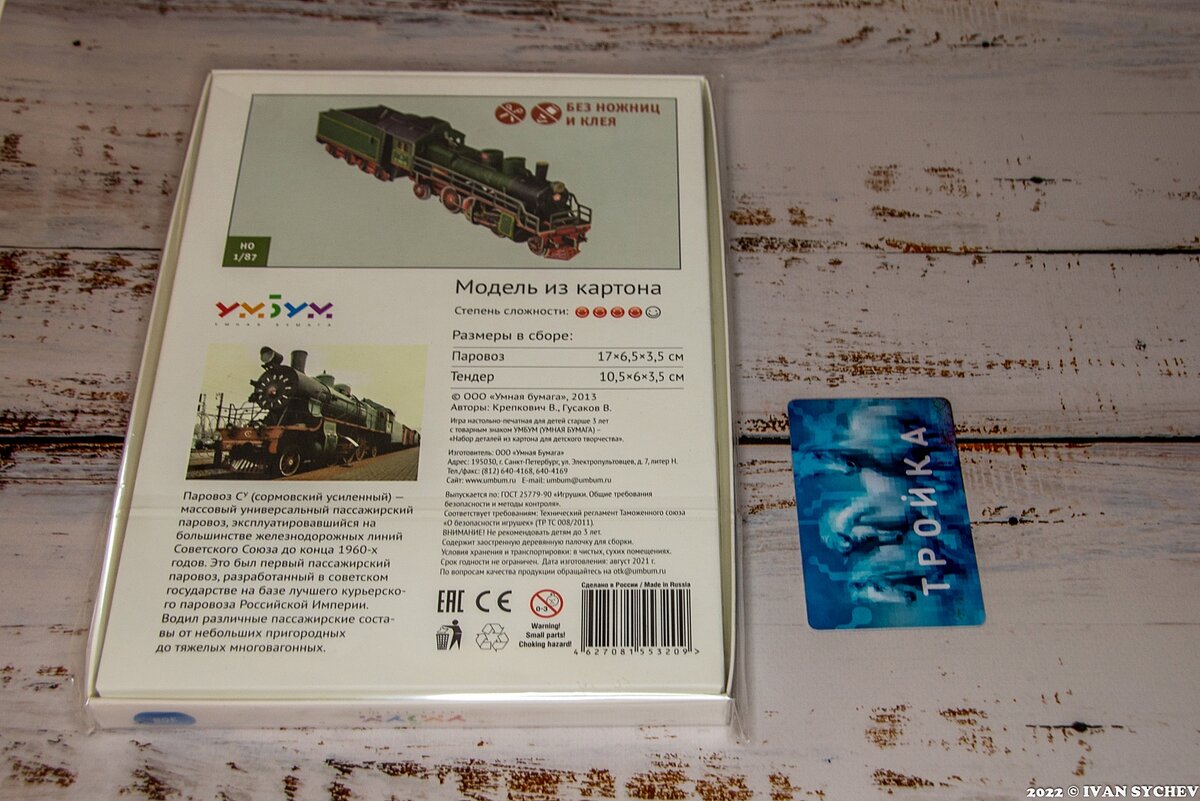 БЕЗ НОЖНИЦ
И КЛЕЯ
HO
1/87
Модель из картона
Степень сложности:
УМБУМ
УМНАЯ БУМАГА
Размеры в сборе:
Паровоз 17×6,5×3,5 см
Тендер 10,5×6×3,5 см
© ООО «Умная бумага», 2013
Авторы: Крепкович В., Гусаков В.
Игра настольно-печатная для детей старше 3 лет
с товарным знаком УМБУМ (УМНАЯ БУМАГА) –
«Набор деталей из картона для детского творчества».
Изготовитель: ООО «Умная Бумага»
Адрес: 195030, г. Санкт-Петербург, ул. Электропультовцев, д. 7, литер Н.
Тел./факс: (812) 640-4168, 640-4169
Сайт: www.umbum.ru E-mail: umbum@umbum.ru
Выпускается по: ГОСТ 25779-90 «Игрушки. Общие требования
безопасности и методы контроля».
Соответствует требованиям: Технический регламент Таможенного союза
«О безопасности игрушек» (ТР ТС 008/2011).
ВНИМАНИЕ! Не рекомендовать детям до 3 лет.
Содержит заостренную деревянную палочку для сборки.
Условия хранения и транспортировки: в чистых, сухих помещениях.
Срок годности не ограничен. Дата изготовления: август 2021 г.
По вопросам качества продукции обращайтесь на otk@umbum.ru
Паровоз Су (сормовский усиленный) —
массовый универсальный пассажирский
паровоз, эксплуатировавшийся на
большинстве железнодорожных линий
Советского Союза до конца 1960-х
годов. Это был первый пассажирский
паровоз, разработанный в советском
государстве на базе лучшего курьерско-
го паровоза Российской Империи.
Водил различные пассажирские соста-
вы от небольших пригородных
до тяжелых многовагонных.
EAC CE
0-3
Warning!
Small parts!
Choking hazard!
Сделано в России / Made in Russia
4 627081 553209 >
ТРОЙКА
2022 © IVAN SYCHEV